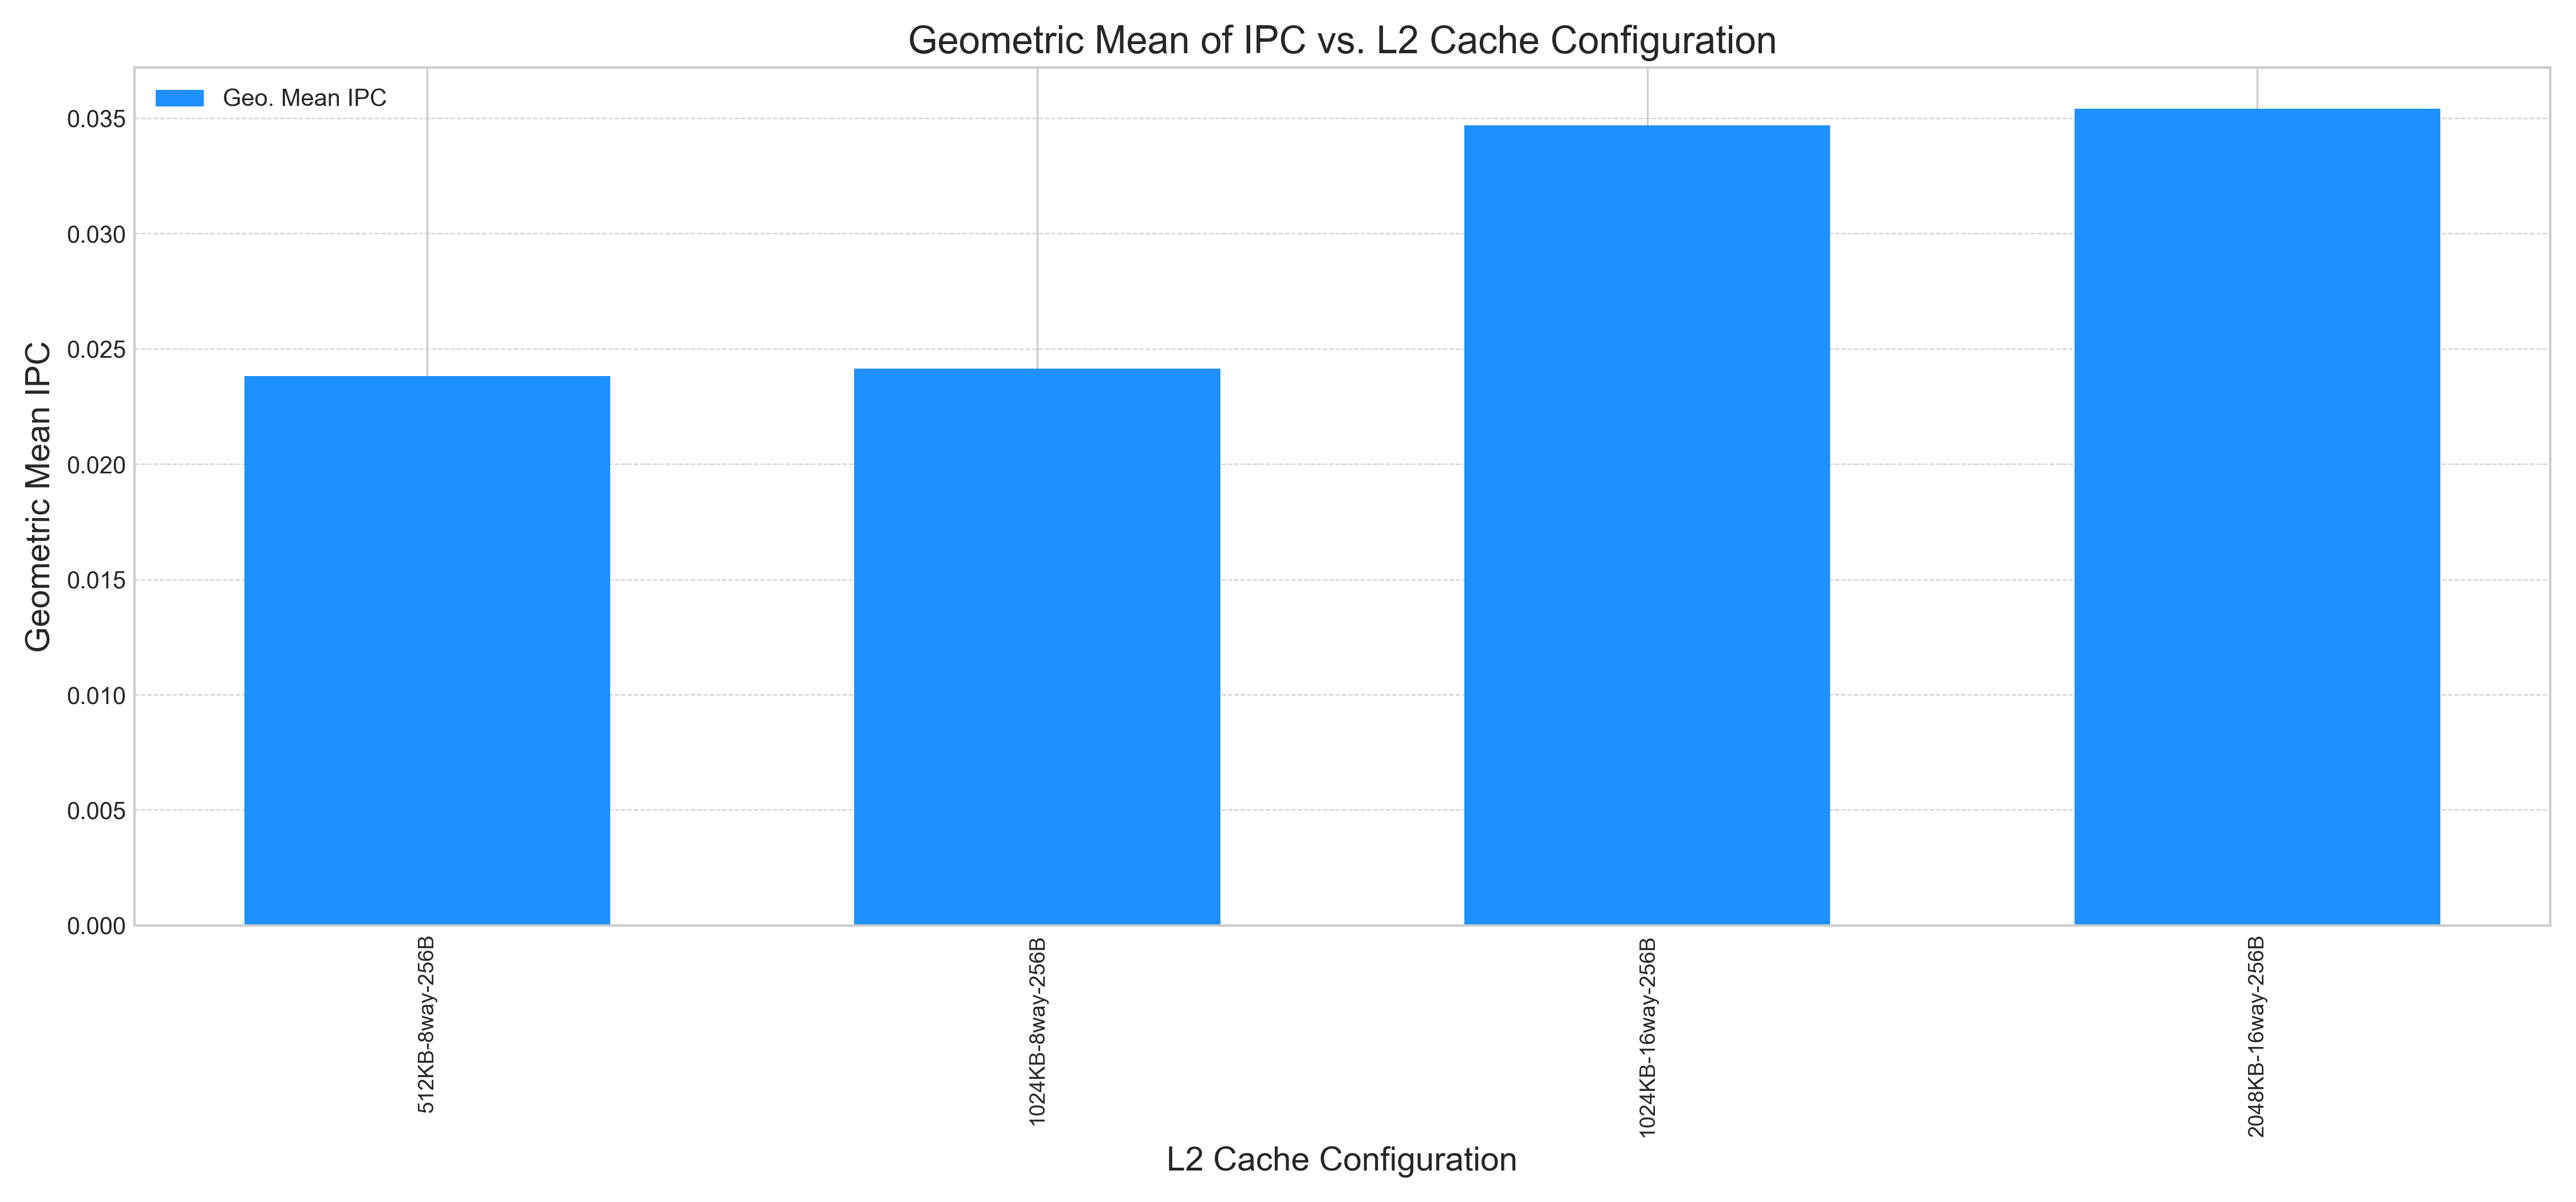 Geometric Mean of IPC vs. L2 Cache Configuration
Geo. Mean IPC
Geometric Mean IPC
0.035
0.030
0.025
0.020
0.015
0.010
0.005
0.000
512KB-8way-256B
1024KB-8way-256B
1024KB-16way-256B
2048KB-16way-256B
L2 Cache Configuration